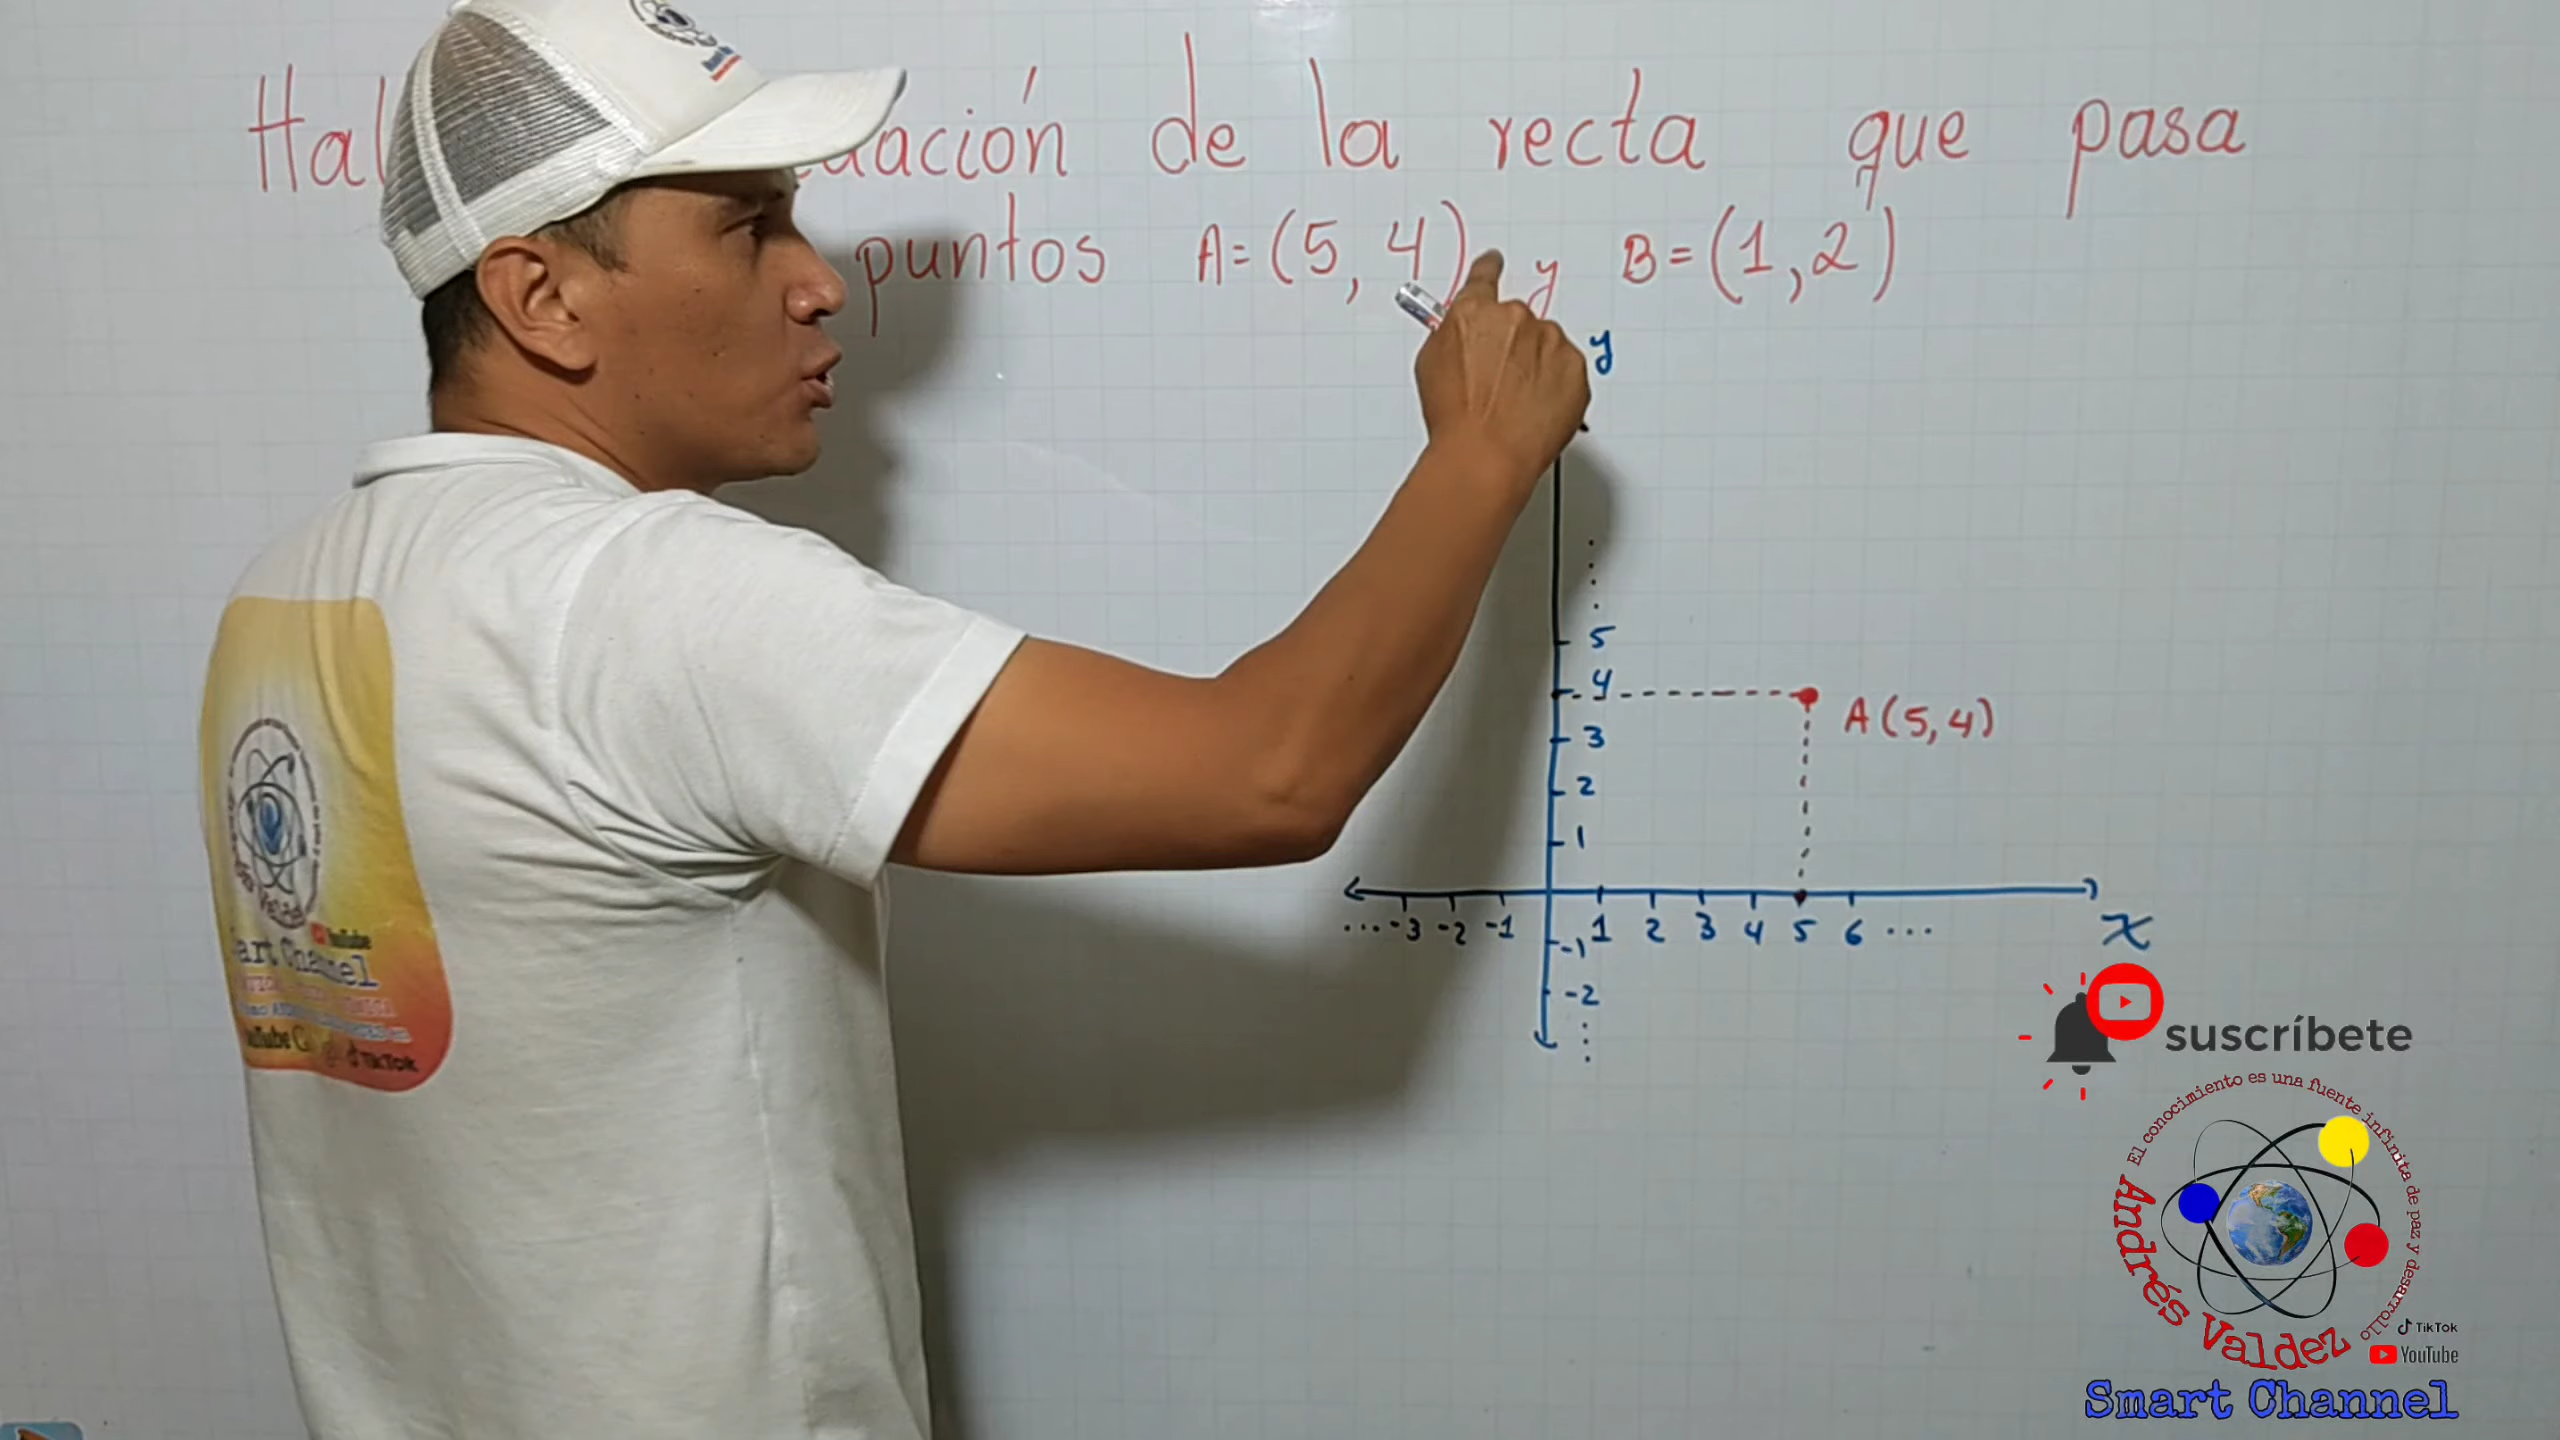 de la recta que pasa
puntos A=(5,4) y B=(1,2)
y
5
4
A(5,4)
3
2
1
...-3 -2 -1 1 2 3 4 5 6 ...
x
-1
-2
suscríbete
El conocimiento es una fuente infinita de paz y desarrollo
Andrés Valdez
TikTok
YouTube
Smart Channel
YouTube
TikTok